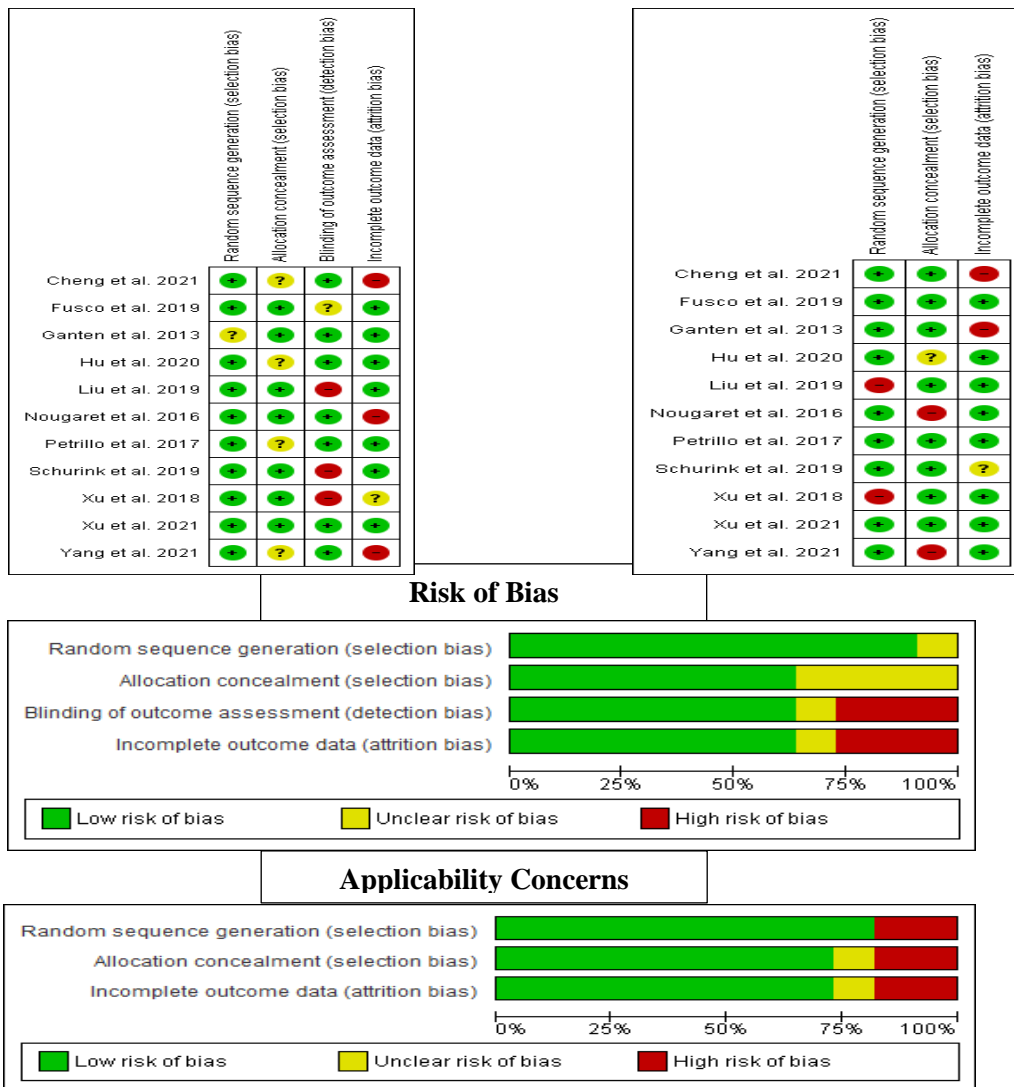 Random sequence generation (selection bias)
Allocation concealment (selection bias)
Blinding of outcome assessment (detection bias)
Incomplete outcome data (attrition bias)
Cheng et al. 2021 + ? + -
Fusco et al. 2019 + + ? +
Ganten et al. 2013 ? + + +
Hu et al. 2020 + ? + +
Liu et al. 2019 + + - +
Nougaret et al. 2016 + + + -
Petrillo et al. 2017 + ? + +
Schurink et al. 2019 + + - +
Xu et al. 2018 + + - ?
Xu et al. 2021 + + + +
Yang et al. 2021 + ? + -
Random sequence generation (selection bias)
Allocation concealment (selection bias)
Incomplete outcome data (attrition bias)
Cheng et al. 2021 + + -
Fusco et al. 2019 + + +
Ganten et al. 2013 + + -
Hu et al. 2020 + ? +
Liu et al. 2019 - + +
Nougaret et al. 2016 + - +
Petrillo et al. 2017 + + +
Schurink et al. 2019 + + ?
Xu et al. 2018 - + +
Xu et al. 2021 + + +
Yang et al. 2021 + - +
Risk of Bias
Random sequence generation (selection bias)
Allocation concealment (selection bias)
Blinding of outcome assessment (detection bias)
Incomplete outcome data (attrition bias)
0% 25% 50% 75% 100%
Low risk of bias Unclear risk of bias High risk of bias
Applicability Concerns
Random sequence generation (selection bias)
Allocation concealment (selection bias)
Incomplete outcome data (attrition bias)
0% 25% 50% 75% 100%
Low risk of bias Unclear risk of bias High risk of bias